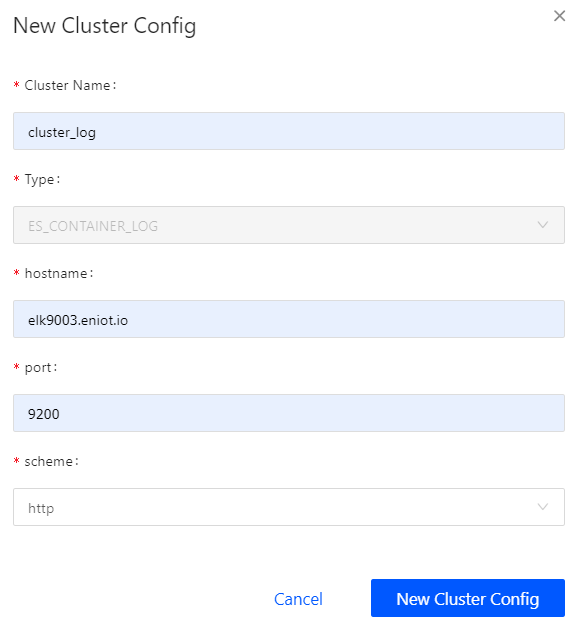 New Cluster Config
* Cluster Name:
cluster_log
* Type:
ES_CONTAINER_LOG
* hostname:
elk9003.eniot.io
* port:
9200
* scheme:
http
Cancel
New Cluster Config